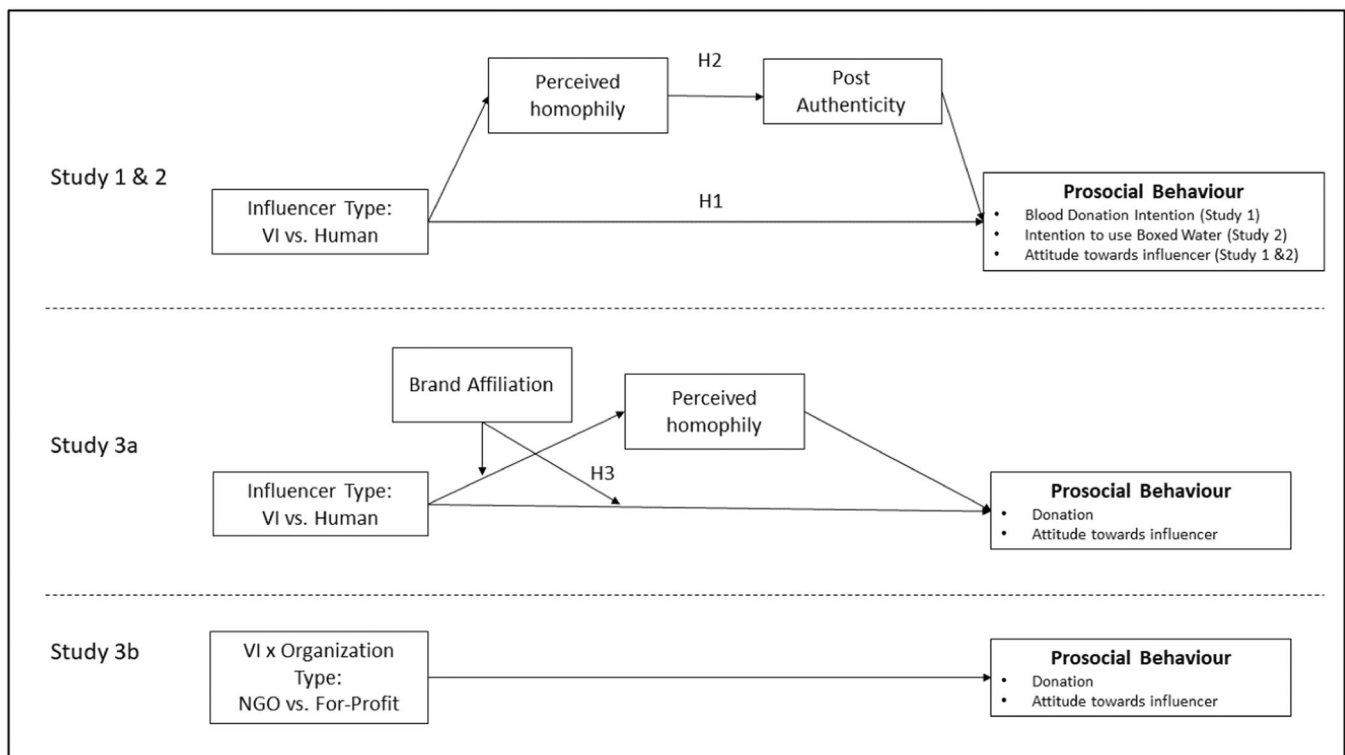 H2
Perceived
homophily
Post
Authenticity
Study 1 & 2
Influencer Type:
VI vs. Human
H1
Prosocial Behaviour
• Blood Donation Intention (Study 1)
• Intention to use Boxed Water (Study 2)
• Attitude towards influencer (Study 1 &2)
Brand Affiliation
Perceived
homophily
Study 3a
H3
Influencer Type:
VI vs. Human
Prosocial Behaviour
• Donation
• Attitude towards influencer
Study 3b
VI x Organization
Type:
NGO vs. For-Profit
Prosocial Behaviour
• Donation
• Attitude towards influencer